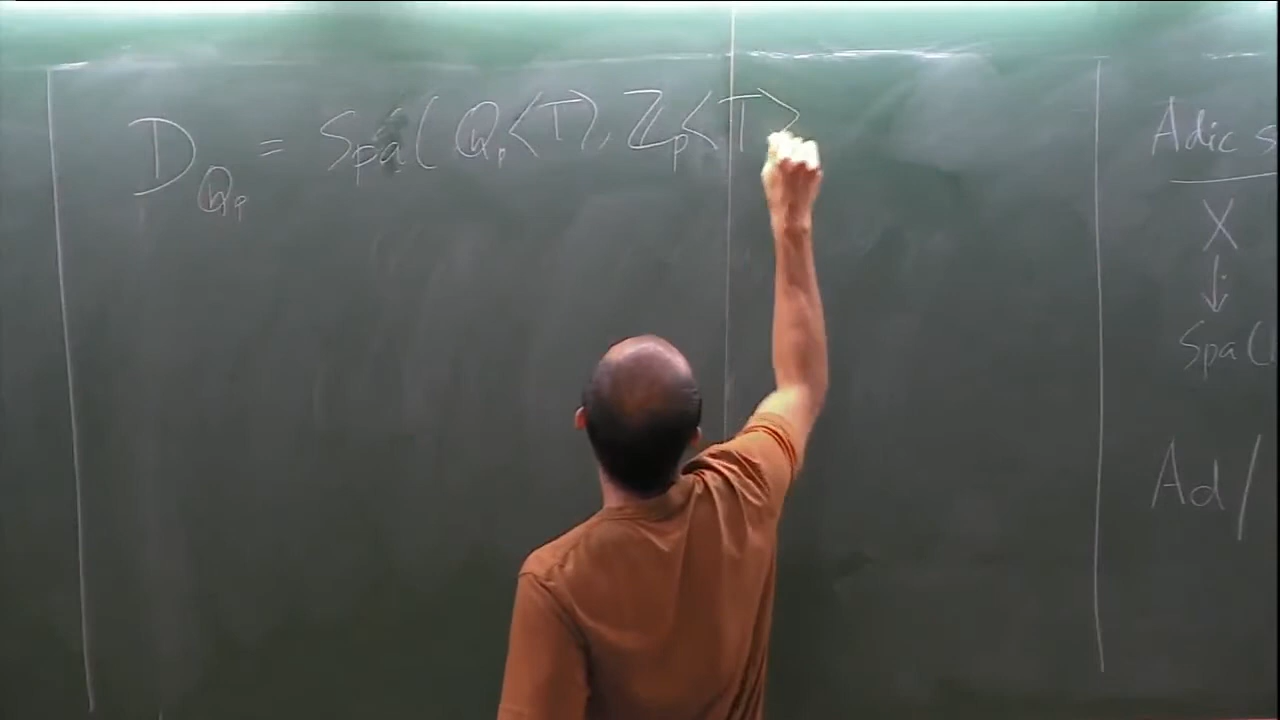 D_{ℚ_p} = Spa(ℚ_p⟨T⟩, ℤ_p⟨T⟩
Adic s
X
↓
Spa(
Ad /